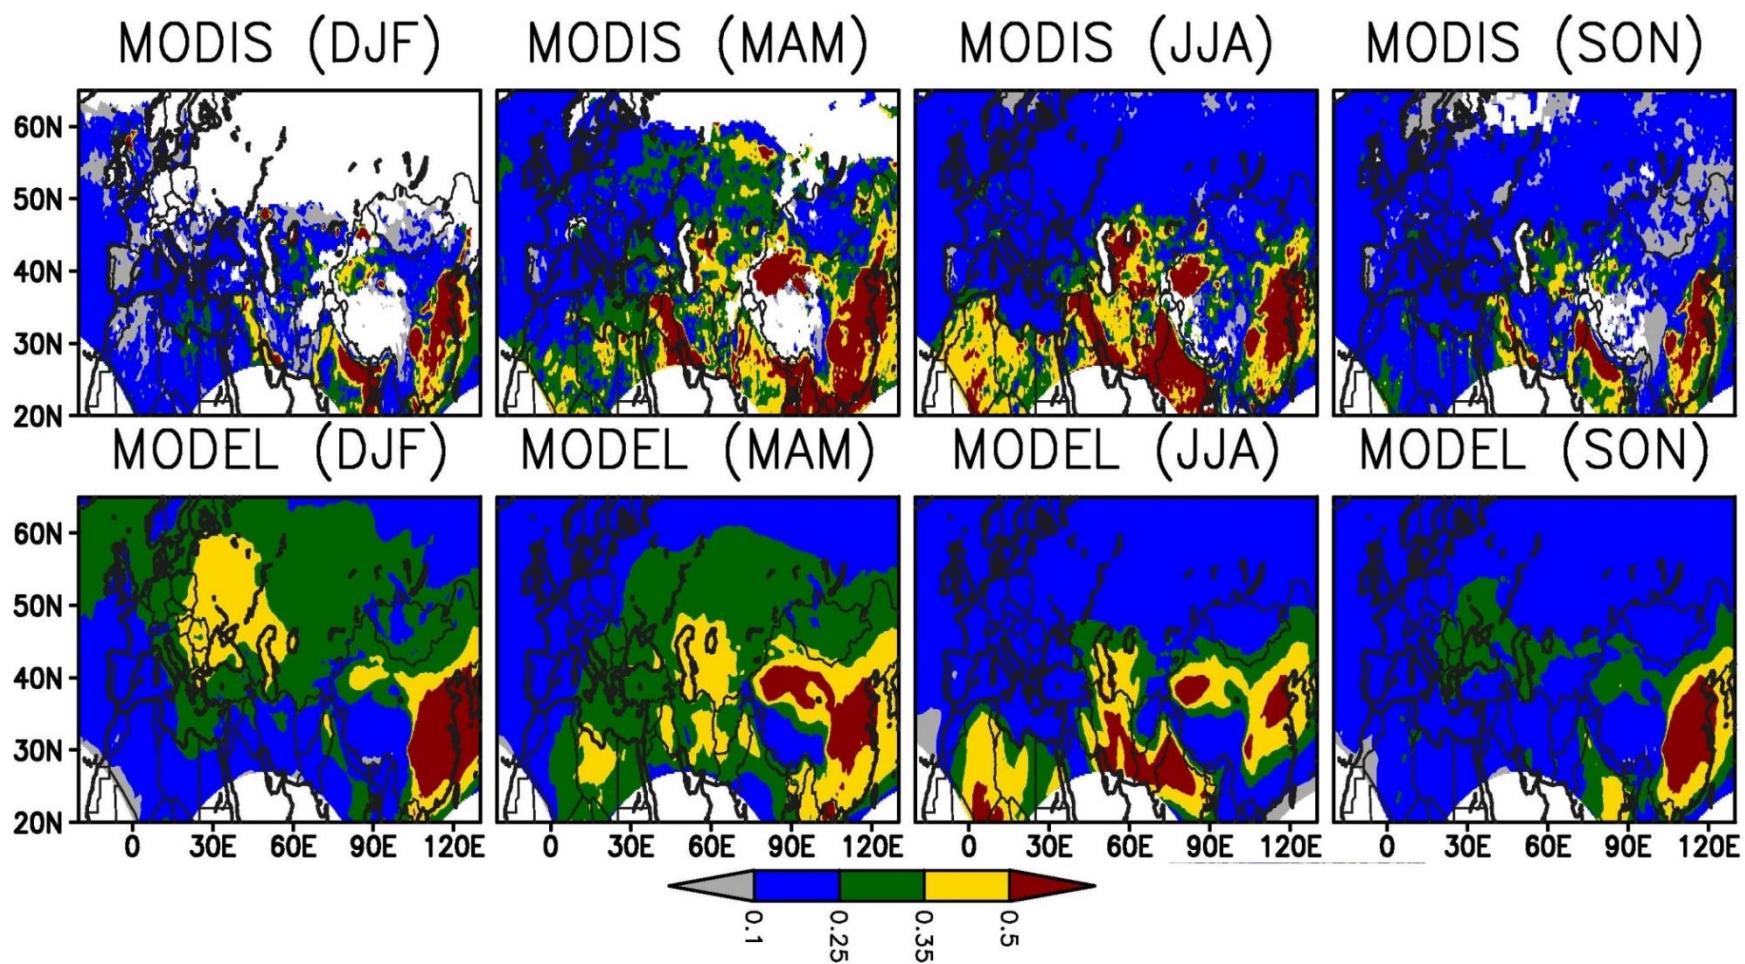 MODIS (DJF) MODIS (MAM) MODIS (JJA) MODIS (SON)
60N
50N
40N
30N
20N
MODEL (DJF) MODEL (MAM) MODEL (JJA) MODEL (SON)
60N
50N
40N
30N
20N
0 30E 60E 90E 120E 0 30E 60E 90E 120E 0 30E 60E 90E 120E 0 30E 60E 90E 120E
0.1 0.25 0.35 0.5